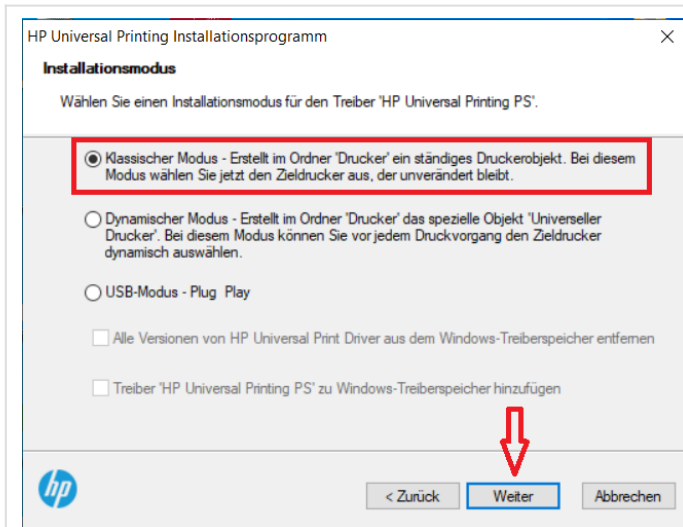 HP Universal Printing Installationsprogramm
Installationsmodus
Wählen Sie einen Installationsmodus für den Treiber 'HP Universal Printing PS'.
Klassischer Modus - Erstellt im Ordner 'Drucker' ein ständiges Druckerobjekt. Bei diesem
Modus wählen Sie jetzt den Zieldrucker aus, der unverändert bleibt.
Dynamischer Modus - Erstellt im Ordner 'Drucker' das spezielle Objekt 'Universeller
Drucker'. Bei diesem Modus können Sie vor jedem Druckvorgang den Zieldrucker
dynamisch auswählen.
USB-Modus - Plug Play
Alle Versionen von HP Universal Print Driver aus dem Windows-Treiberspeicher entfernen
Treiber 'HP Universal Printing PS' zu Windows-Treiberspeicher hinzufügen
hp < Zurück Weiter Abbrechen